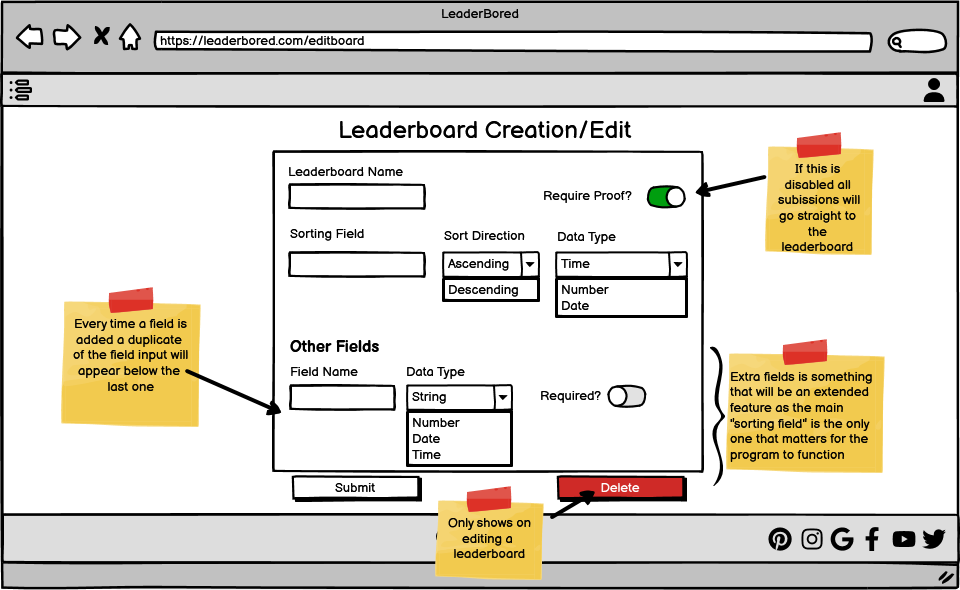 LeaderBored
https://leaderbored.com/editboard
Leaderboard Creation/Edit
Leaderboard Name
Require Proof?
If this is
disabled all
subissions will
go straight to
the
leaderboard
Sorting Field
Sort Direction
Data Type
Ascending
Time
Descending
Number
Date
Every time a field is
added a duplicate
of the field input will
appear below the
last one
Other Fields
Field Name
Data Type
String
Required?
Number
Date
Time
Extra fields is something
that will be an extended
feature as the main
"sorting field" is the only
one that matters for the
program to function
Submit
Delete
Only shows on
editing a
leaderboard